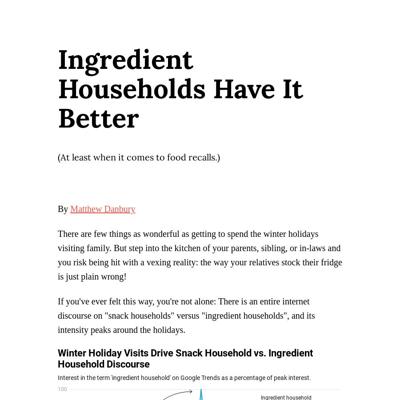 Ingredient
Households Have It
Better
(At least when it comes to food recalls.)
By Matthew Danbury
There are few things as wonderful as getting to spend the winter holidays
visiting family. But step into the kitchen of your parents, sibling, or in-laws and
you risk being hit with a vexing reality: the way your relatives stock their fridge
is just plain wrong!
If you've ever felt this way, you're not alone: There is an entire internet
discourse on "snack households" versus "ingredient households", and its
intensity peaks around the holidays.
Winter Holiday Visits Drive Snack Household vs. Ingredient
Household Discourse
Interest in the term 'ingredient household' on Google Trends as a percentage of peak interest.
100
Ingredient household